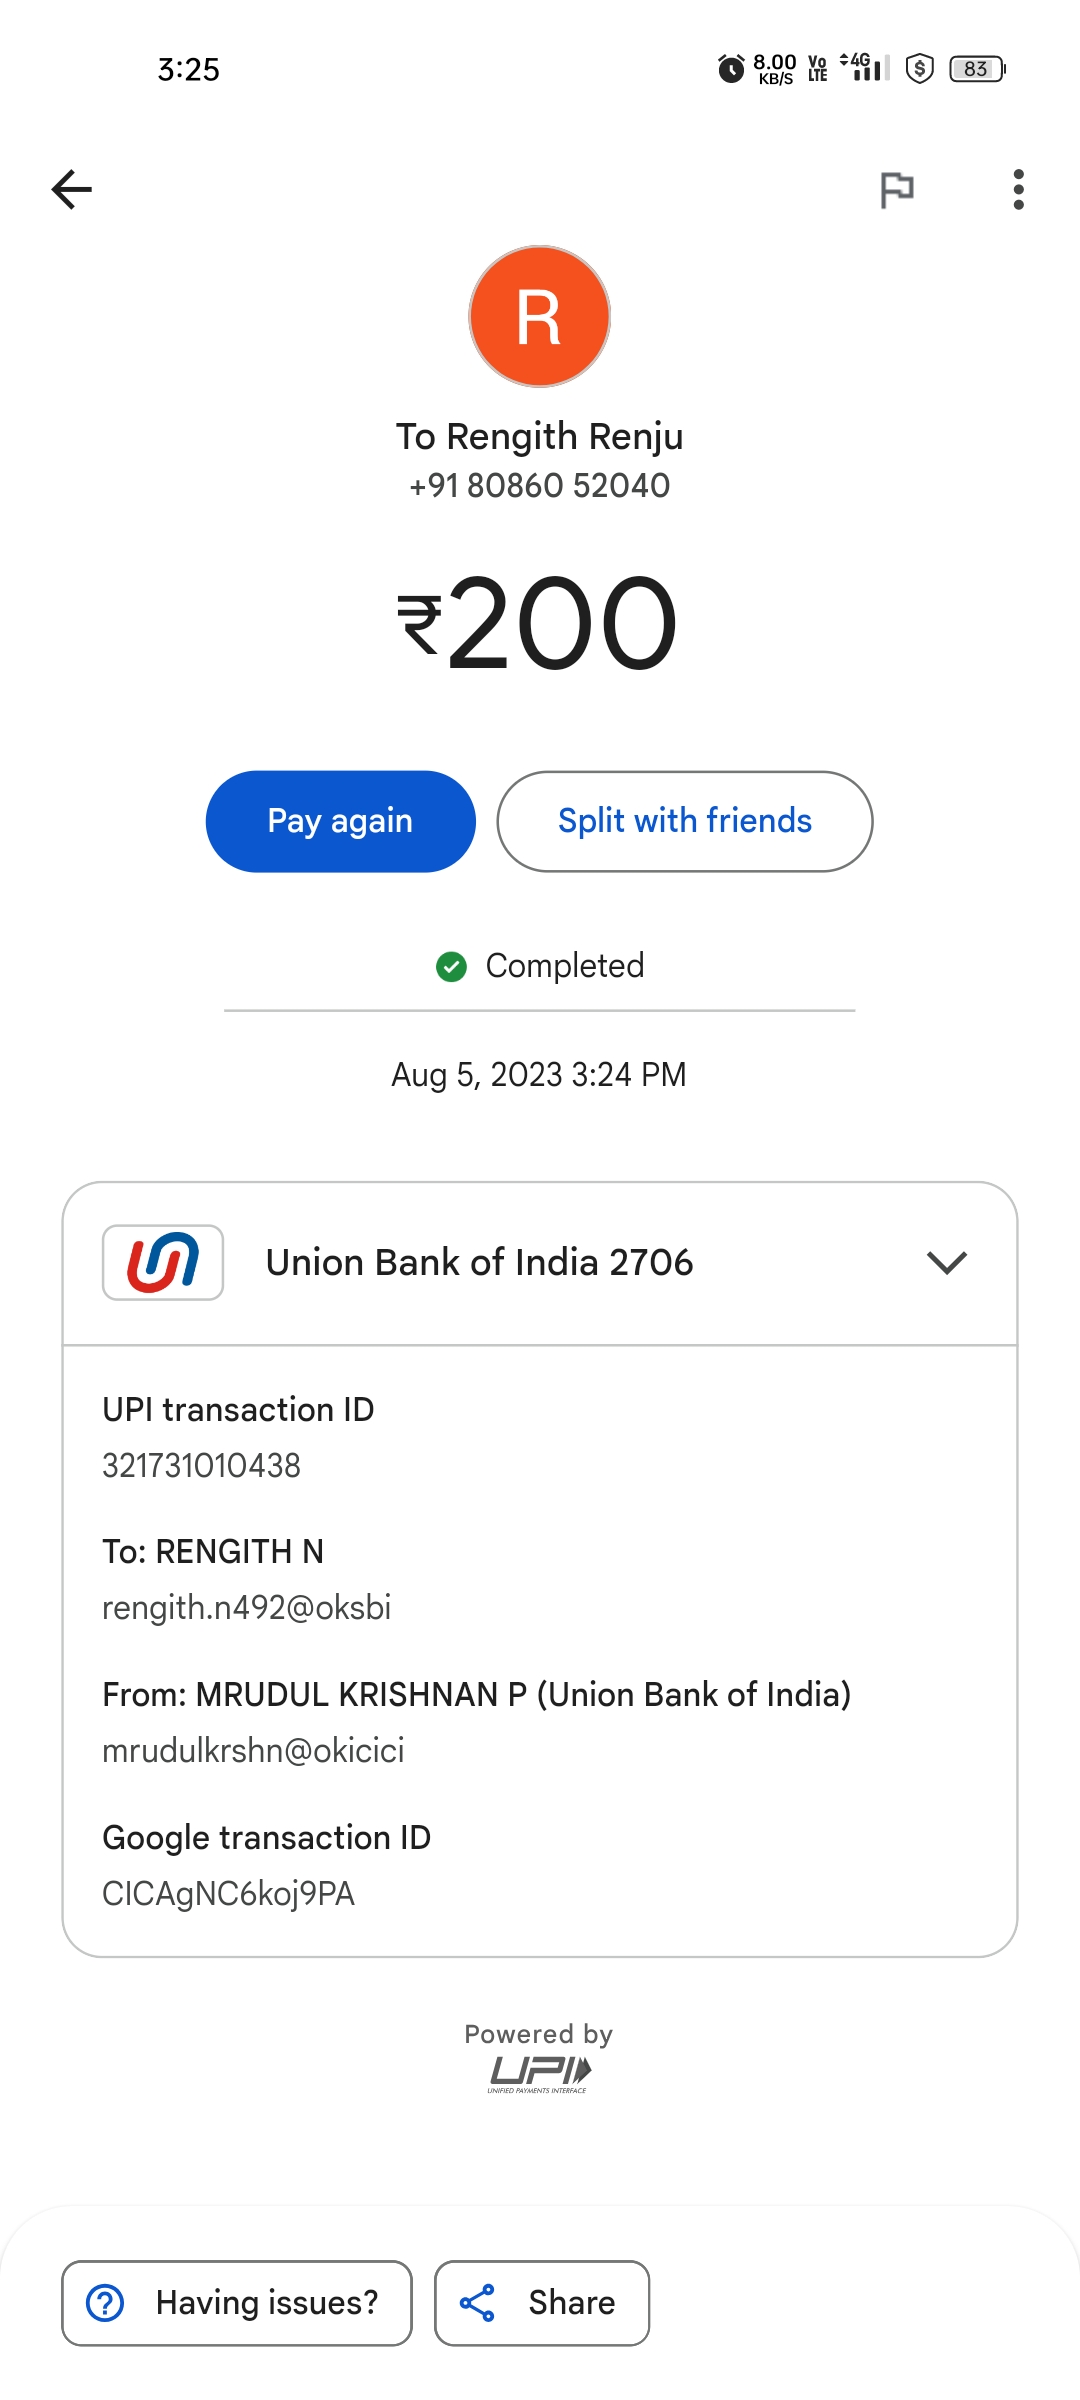 3:25
8.00 KB/S Vo LTE 4G 83
R
To Rengith Renju
+91 80860 52040
₹200
Pay again
Split with friends
Completed
Aug 5, 2023 3:24 PM
Union Bank of India 2706
UPI transaction ID
321731010438
To: RENGITH N
rengith.n492@oksbi
From: MRUDUL KRISHNAN P (Union Bank of India)
mrudulkrshn@okicici
Google transaction ID
CICAgNC6koj9PA
Powered by
UPI
UNIFIED PAYMENTS INTERFACE
Having issues?
Share